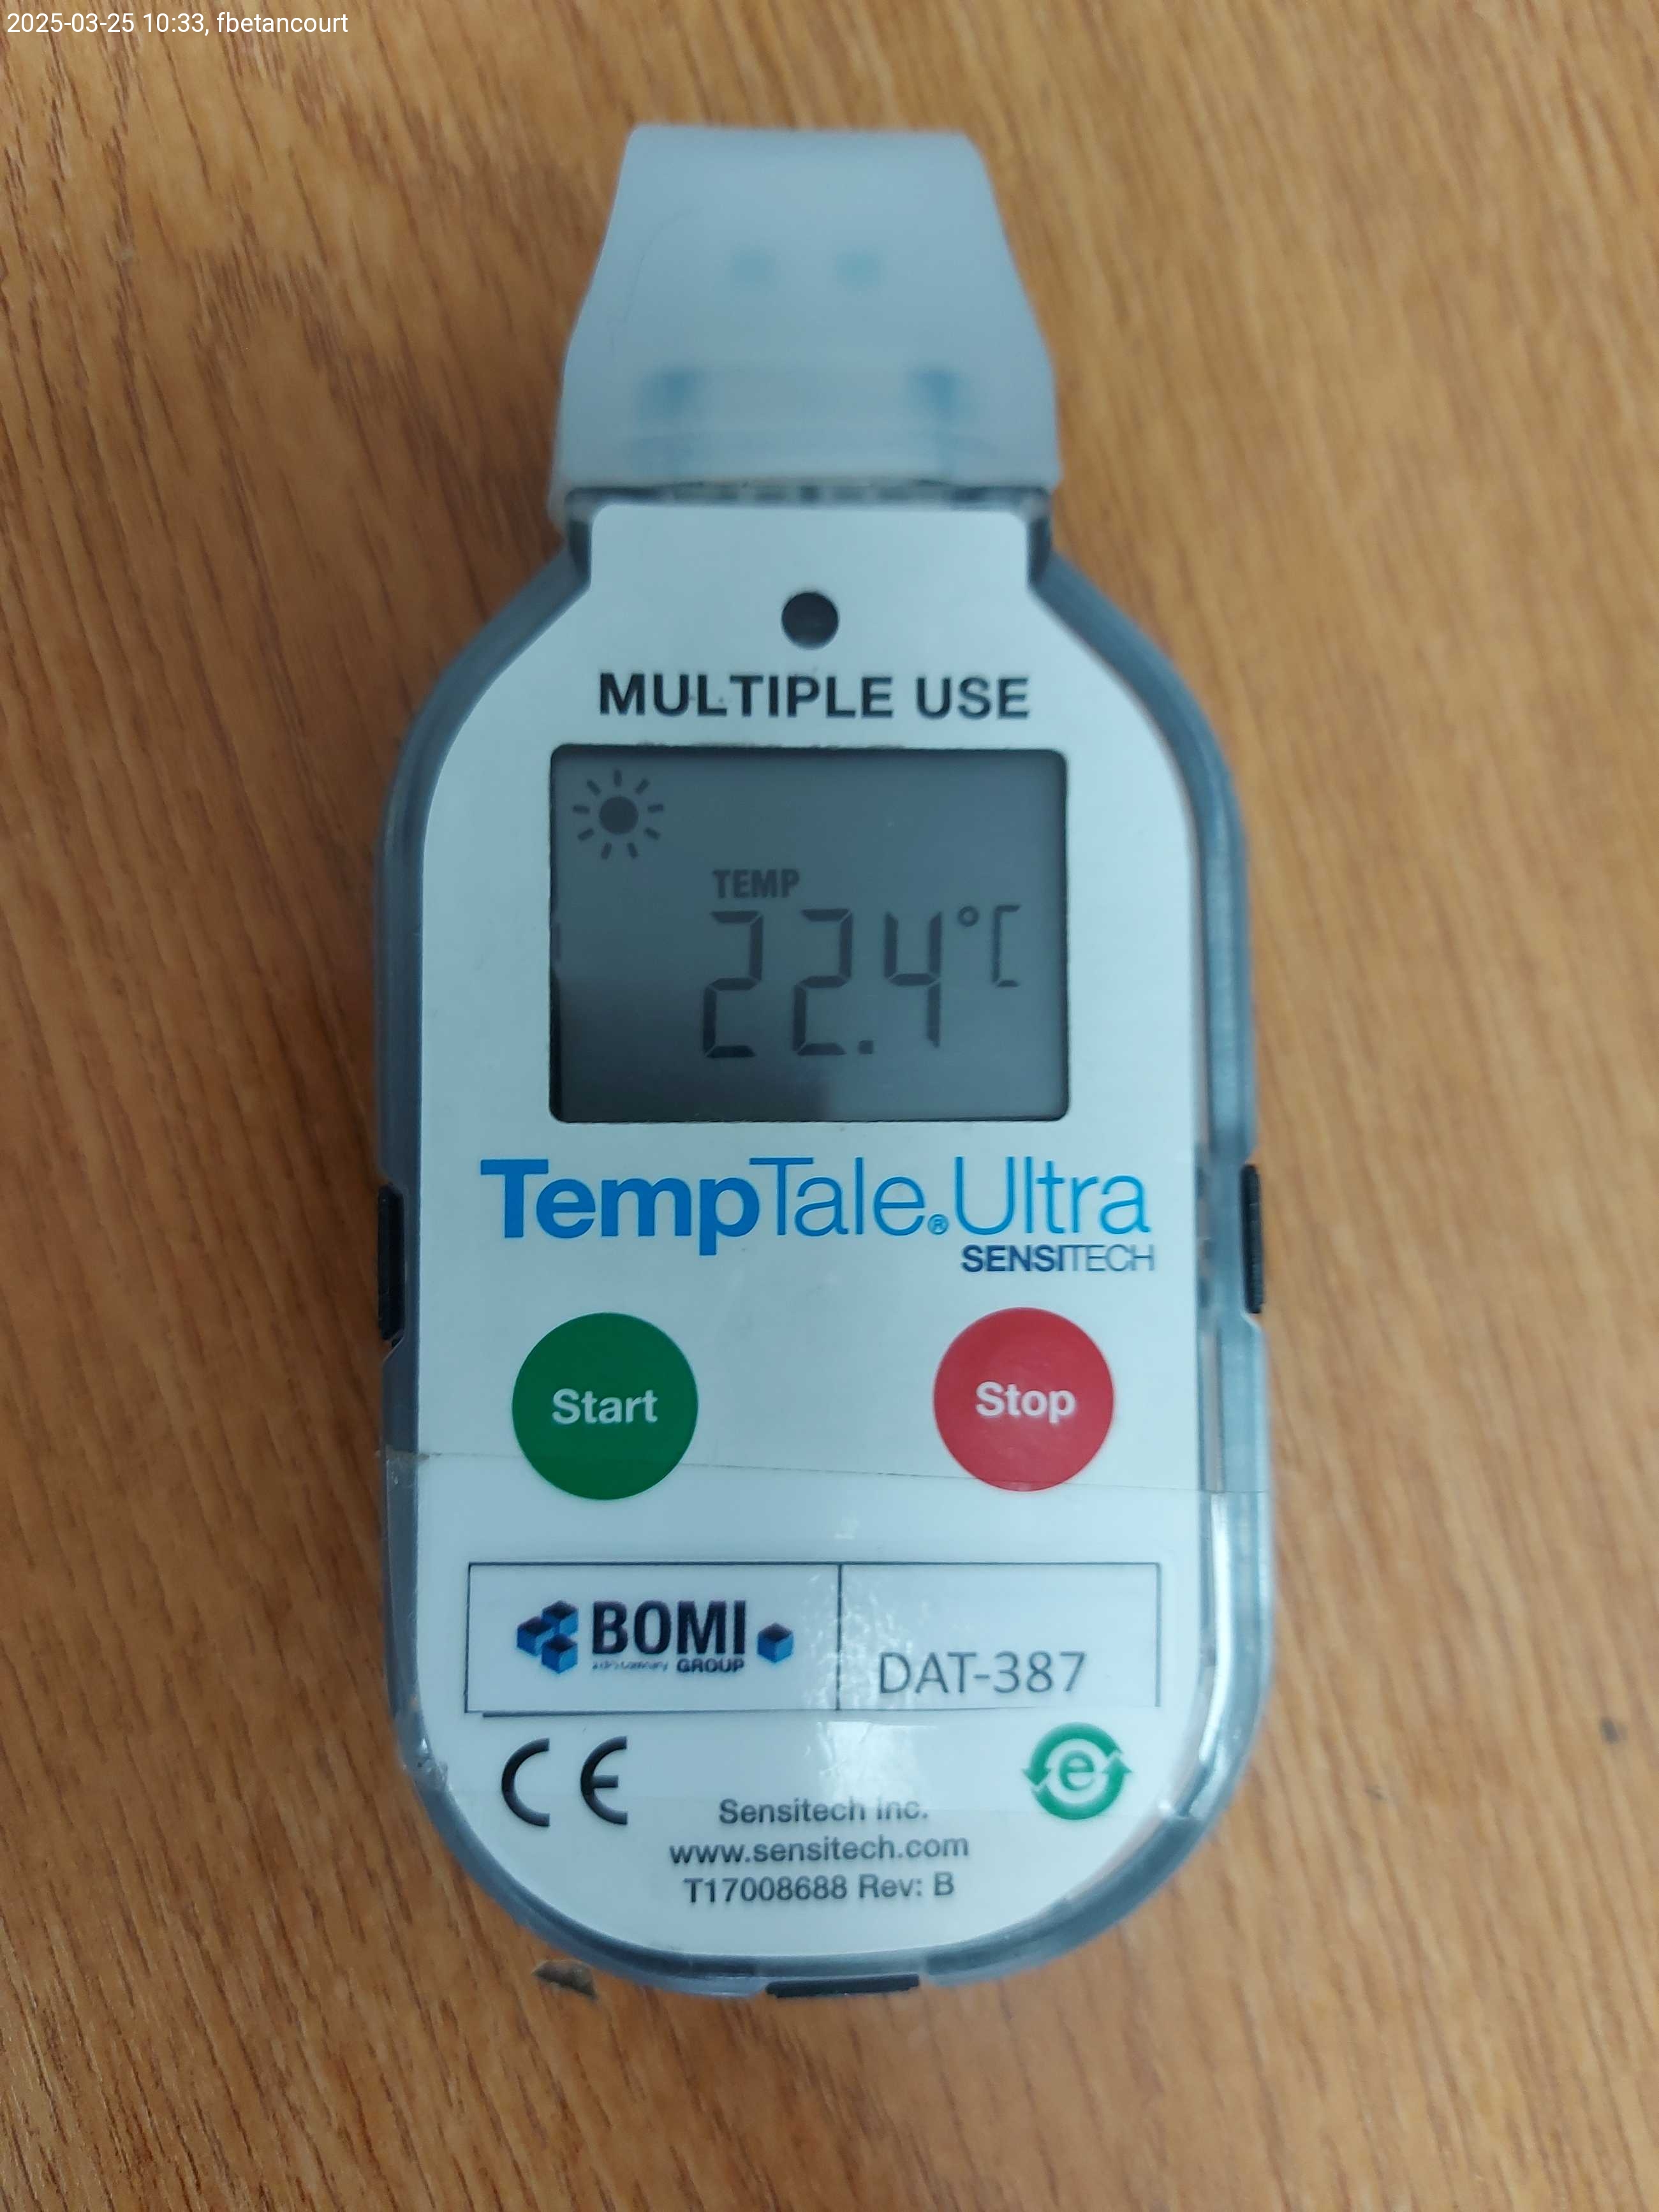 2025-03-25 10:33, fbetancourt
MULTIPLE USE
TEMP
22.4°C
TempTale®Ultra
SENSITECH
Start
Stop
BOMI
GROUP
DAT-387
CE
e
Sensitech Inc.
www.sensitech.com
T17008688 Rev: B